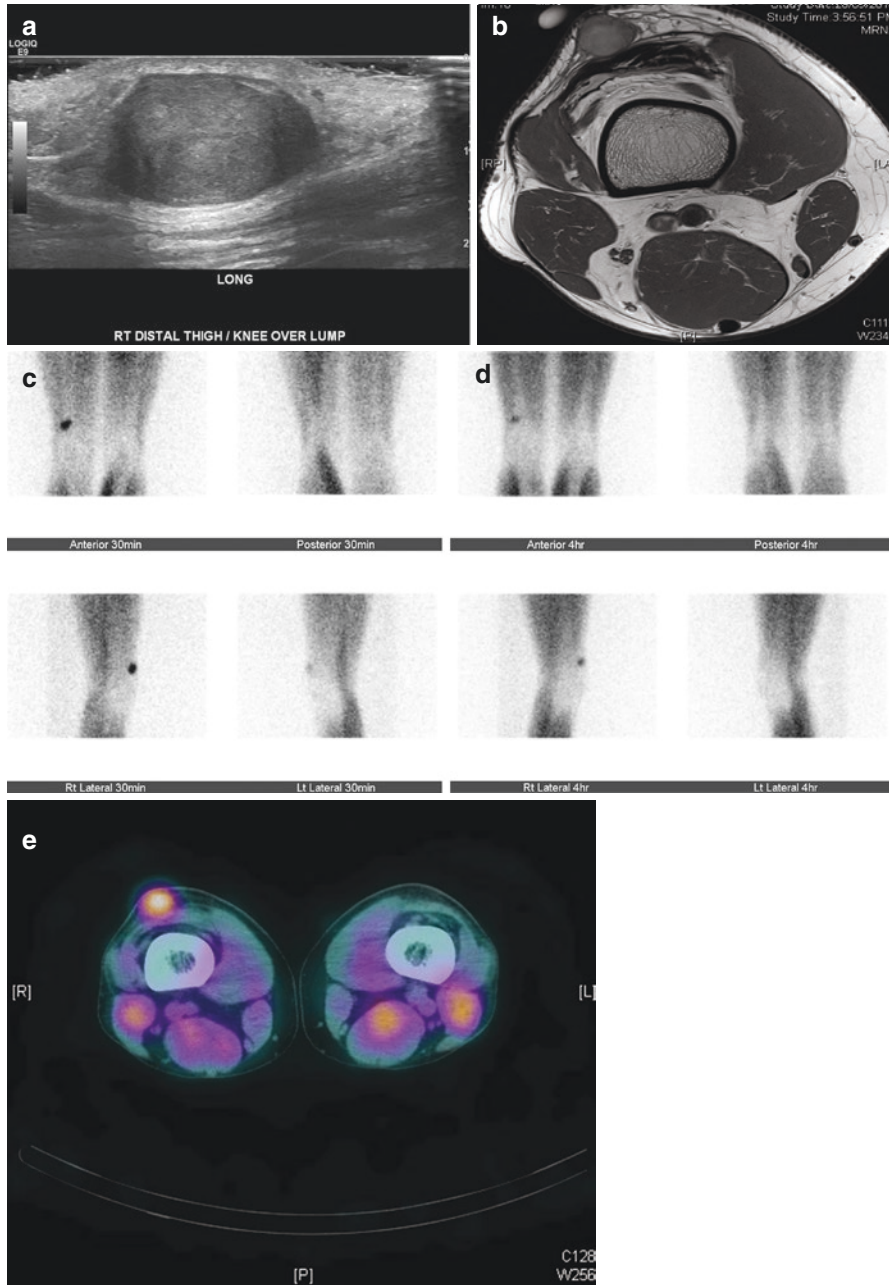 a
LOGIQ
E9
LONG
RT DISTAL THIGH / KNEE OVER LUMP
b
Study Time:3:56:51 PM
MRN
[RP]
[LA
[P]
C111
W234
c
Anterior 30min
Posterior 30min
d
Anterior 4hr
Posterior 4hr
Rt Lateral 30min
Lt Lateral 30min
Rt Lateral 4hr
Lt Lateral 4hr
e
[R]
[L]
[P]
C128
W256